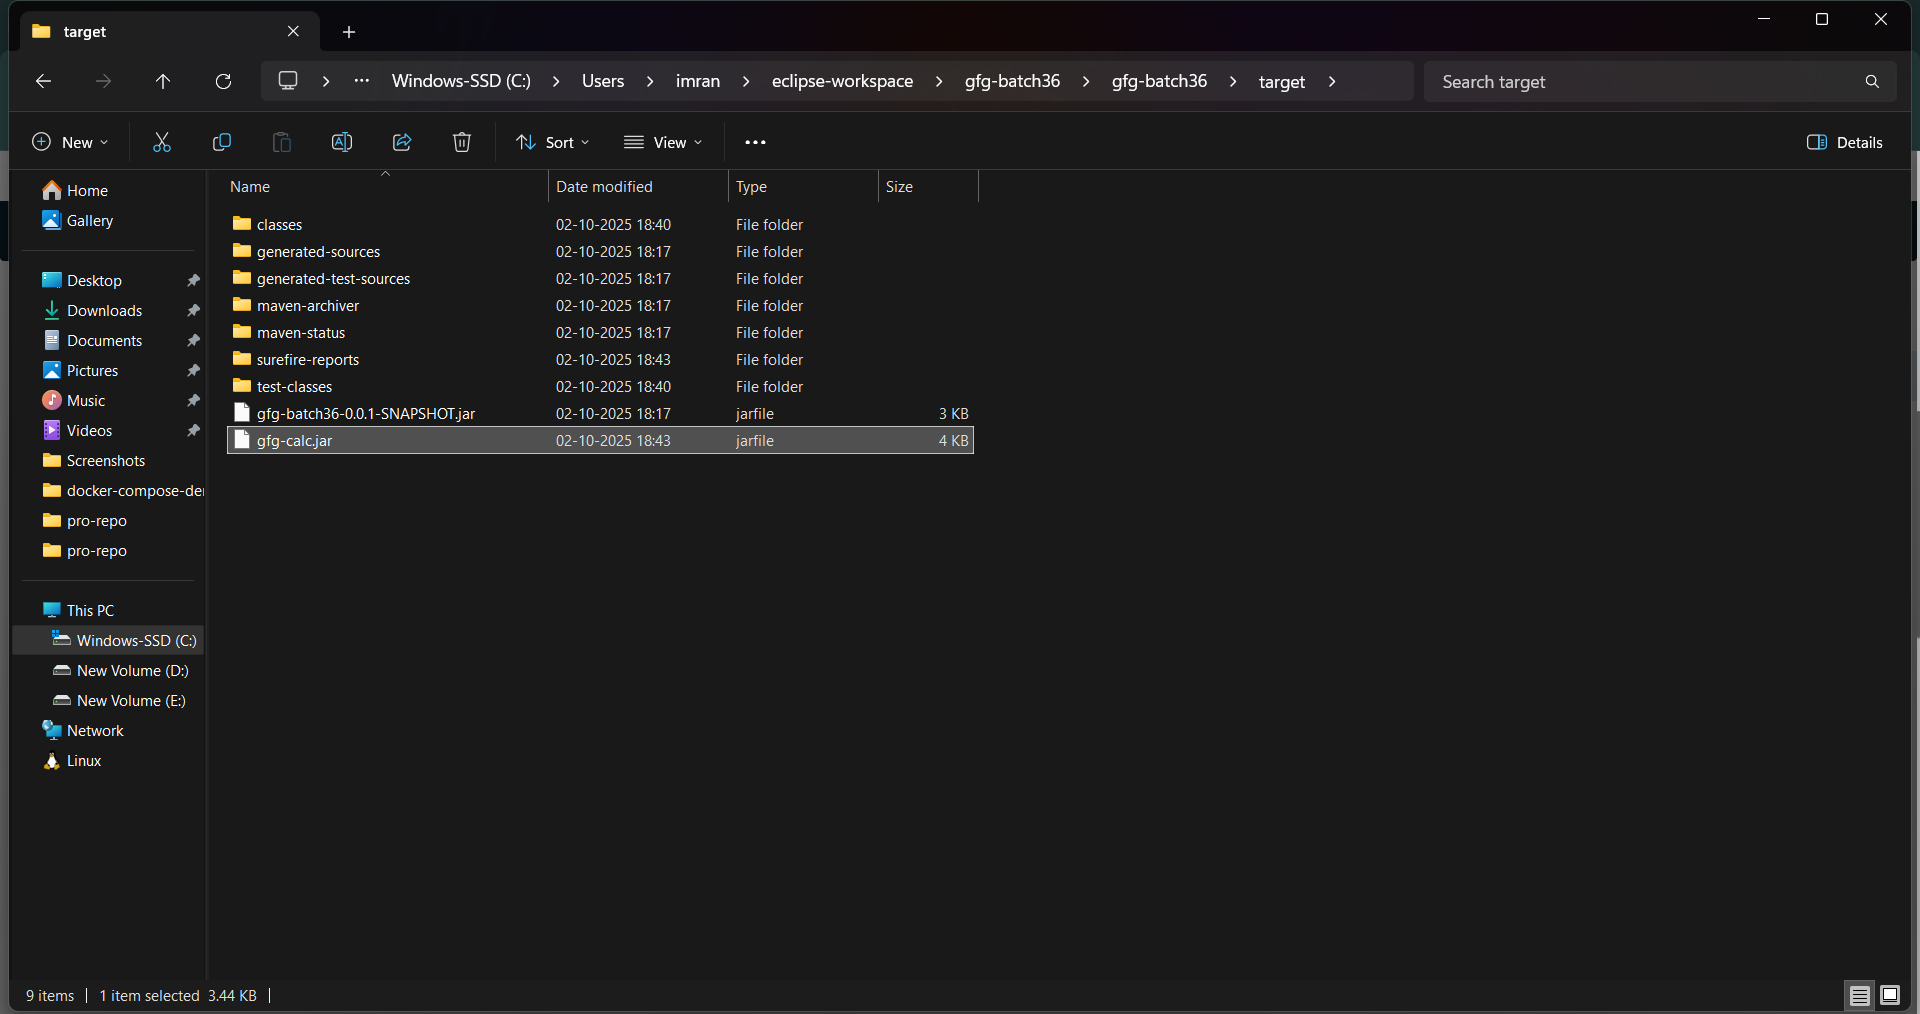 target
Windows-SSD (C:) Users imran eclipse-workspace gfg-batch36 gfg-batch36 target
Search target
New
Sort
View
Details
Home
Gallery
Desktop
Downloads
Documents
Pictures
Music
Videos
Screenshots
docker-compose-der
pro-repo
pro-repo
This PC
Windows-SSD (C:)
New Volume (D:)
New Volume (E:)
Network
Linux
Name Date modified Type Size
classes 02-10-2025 18:40 File folder
generated-sources 02-10-2025 18:17 File folder
generated-test-sources 02-10-2025 18:17 File folder
maven-archiver 02-10-2025 18:17 File folder
maven-status 02-10-2025 18:17 File folder
surefire-reports 02-10-2025 18:43 File folder
test-classes 02-10-2025 18:40 File folder
gfg-batch36-0.0.1-SNAPSHOT.jar 02-10-2025 18:17 jarfile 3 KB
gfg-calc.jar 02-10-2025 18:43 jarfile 4 KB
9 items 1 item selected 3.44 KB